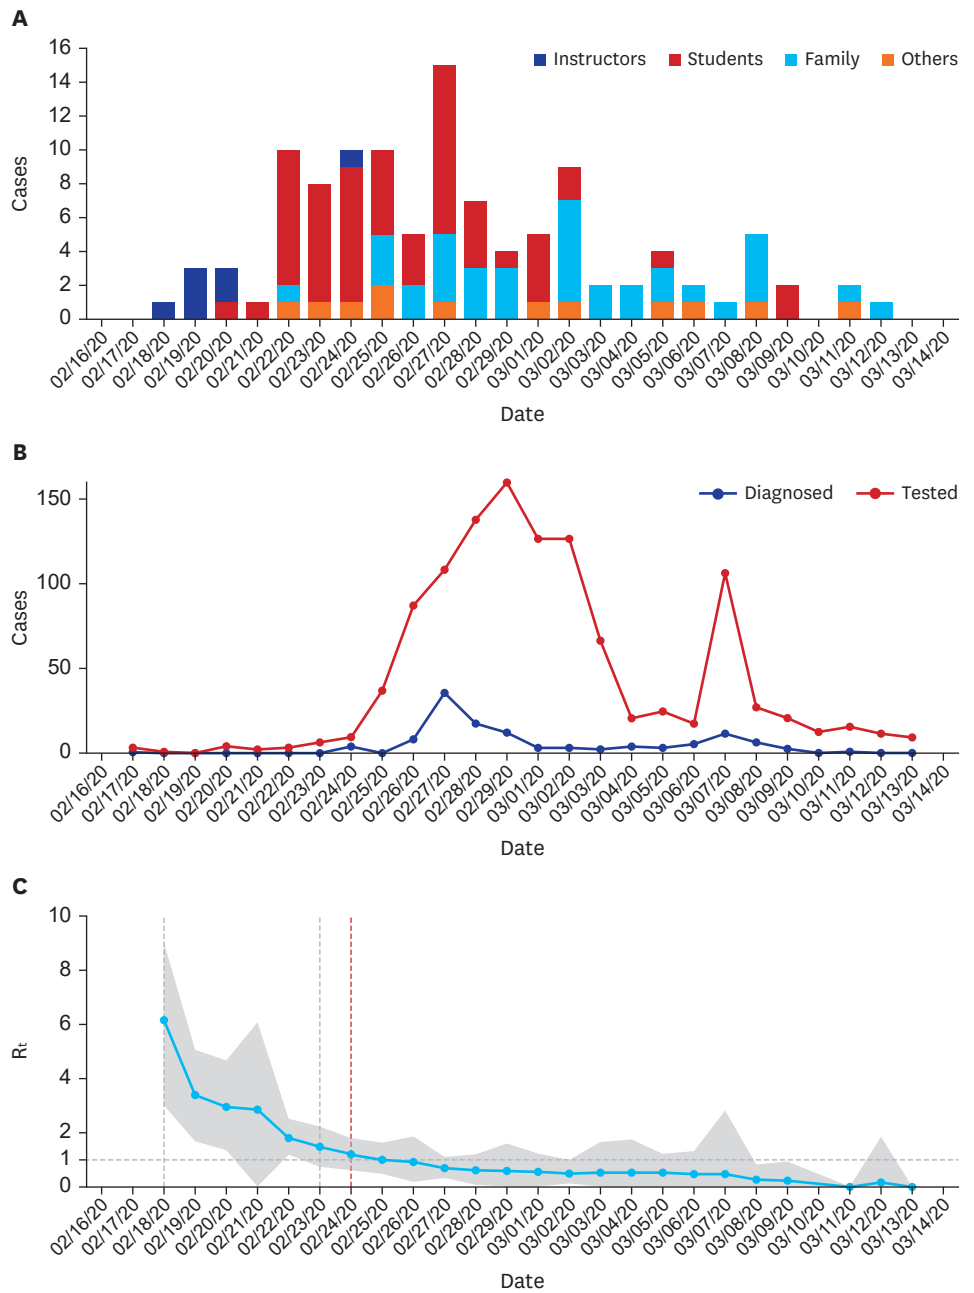 A
16
14
12
10
8
6
4
2
0
Cases
Instructors Students Family Others
02/16/20 02/17/20 02/18/20 02/19/20 02/20/20 02/21/20 02/22/20 02/23/20 02/24/20 02/25/20 02/26/20 02/27/20 02/28/20 02/29/20 03/01/20 03/02/20 03/03/20 03/04/20 03/05/20 03/06/20 03/07/20 03/08/20 03/09/20 03/10/20 03/11/20 03/12/20 03/13/20 03/14/20
Date
B
150
100
50
0
Cases
Diagnosed Tested
02/16/20 02/17/20 02/18/20 02/19/20 02/20/20 02/21/20 02/22/20 02/23/20 02/24/20 02/25/20 02/26/20 02/27/20 02/28/20 02/29/20 03/01/20 03/02/20 03/03/20 03/04/20 03/05/20 03/06/20 03/07/20 03/08/20 03/09/20 03/10/20 03/11/20 03/12/20 03/13/20 03/14/20
Date
C
10
8
6
4
2
1
0
Rt
02/16/20 02/17/20 02/18/20 02/19/20 02/20/20 02/21/20 02/22/20 02/23/20 02/24/20 02/25/20 02/26/20 02/27/20 02/28/20 02/29/20 03/01/20 03/02/20 03/03/20 03/04/20 03/05/20 03/06/20 03/07/20 03/08/20 03/09/20 03/10/20 03/11/20 03/12/20 03/13/20 03/14/20
Date